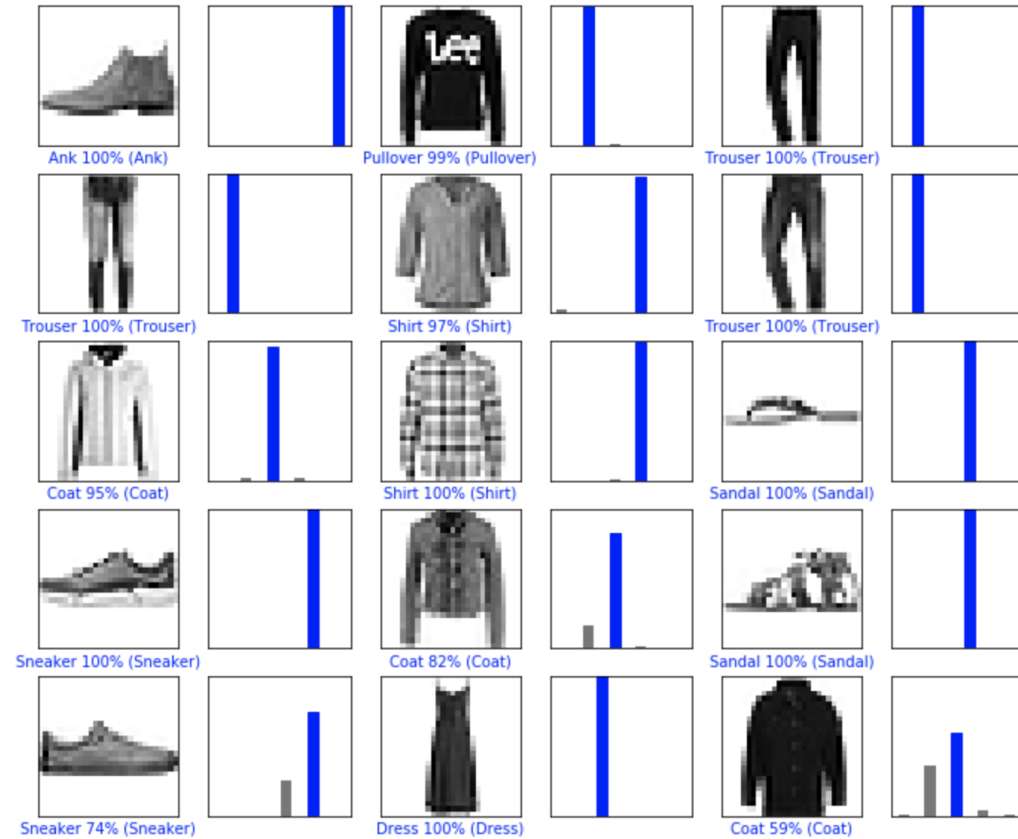 Lee
Ank 100% (Ank)
Pullover 99% (Pullover)
Trouser 100% (Trouser)
Trouser 100% (Trouser)
Shirt 97% (Shirt)
Trouser 100% (Trouser)
Coat 95% (Coat)
Shirt 100% (Shirt)
Sandal 100% (Sandal)
Sneaker 100% (Sneaker)
Coat 82% (Coat)
Sandal 100% (Sandal)
Sneaker 74% (Sneaker)
Dress 100% (Dress)
Coat 59% (Coat)